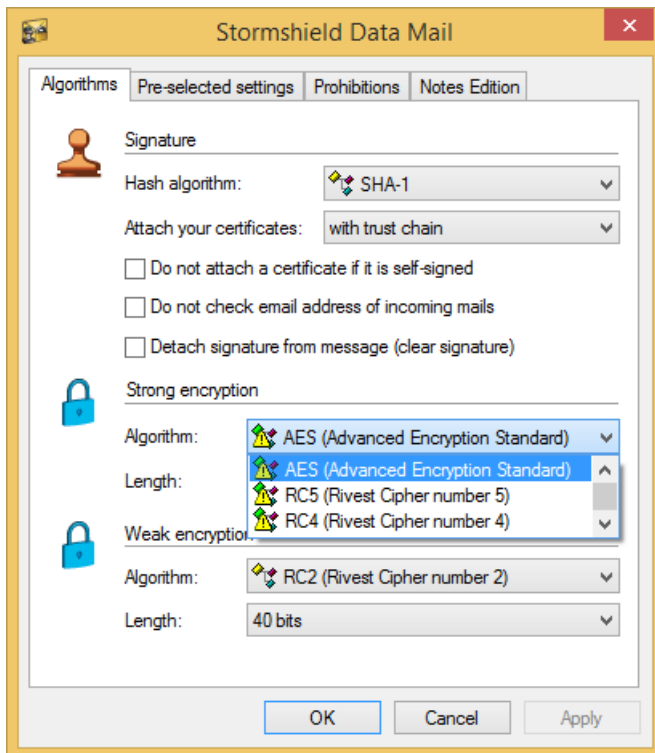 Stormshield Data Mail
Algorithms Pre-selected settings Prohibitions Notes Edition
Signature
Hash algorithm: SHA-1
Attach your certificates: with trust chain
Do not attach a certificate if it is self-signed
Do not check email address of incoming mails
Detach signature from message (clear signature)
Strong encryption
Algorithm: AES (Advanced Encryption Standard)
AES (Advanced Encryption Standard)
Length: RC5 (Rivest Cipher number 5)
RC4 (Rivest Cipher number 4)
Weak encryption
Algorithm: RC2 (Rivest Cipher number 2)
Length: 40 bits
OK Cancel Apply